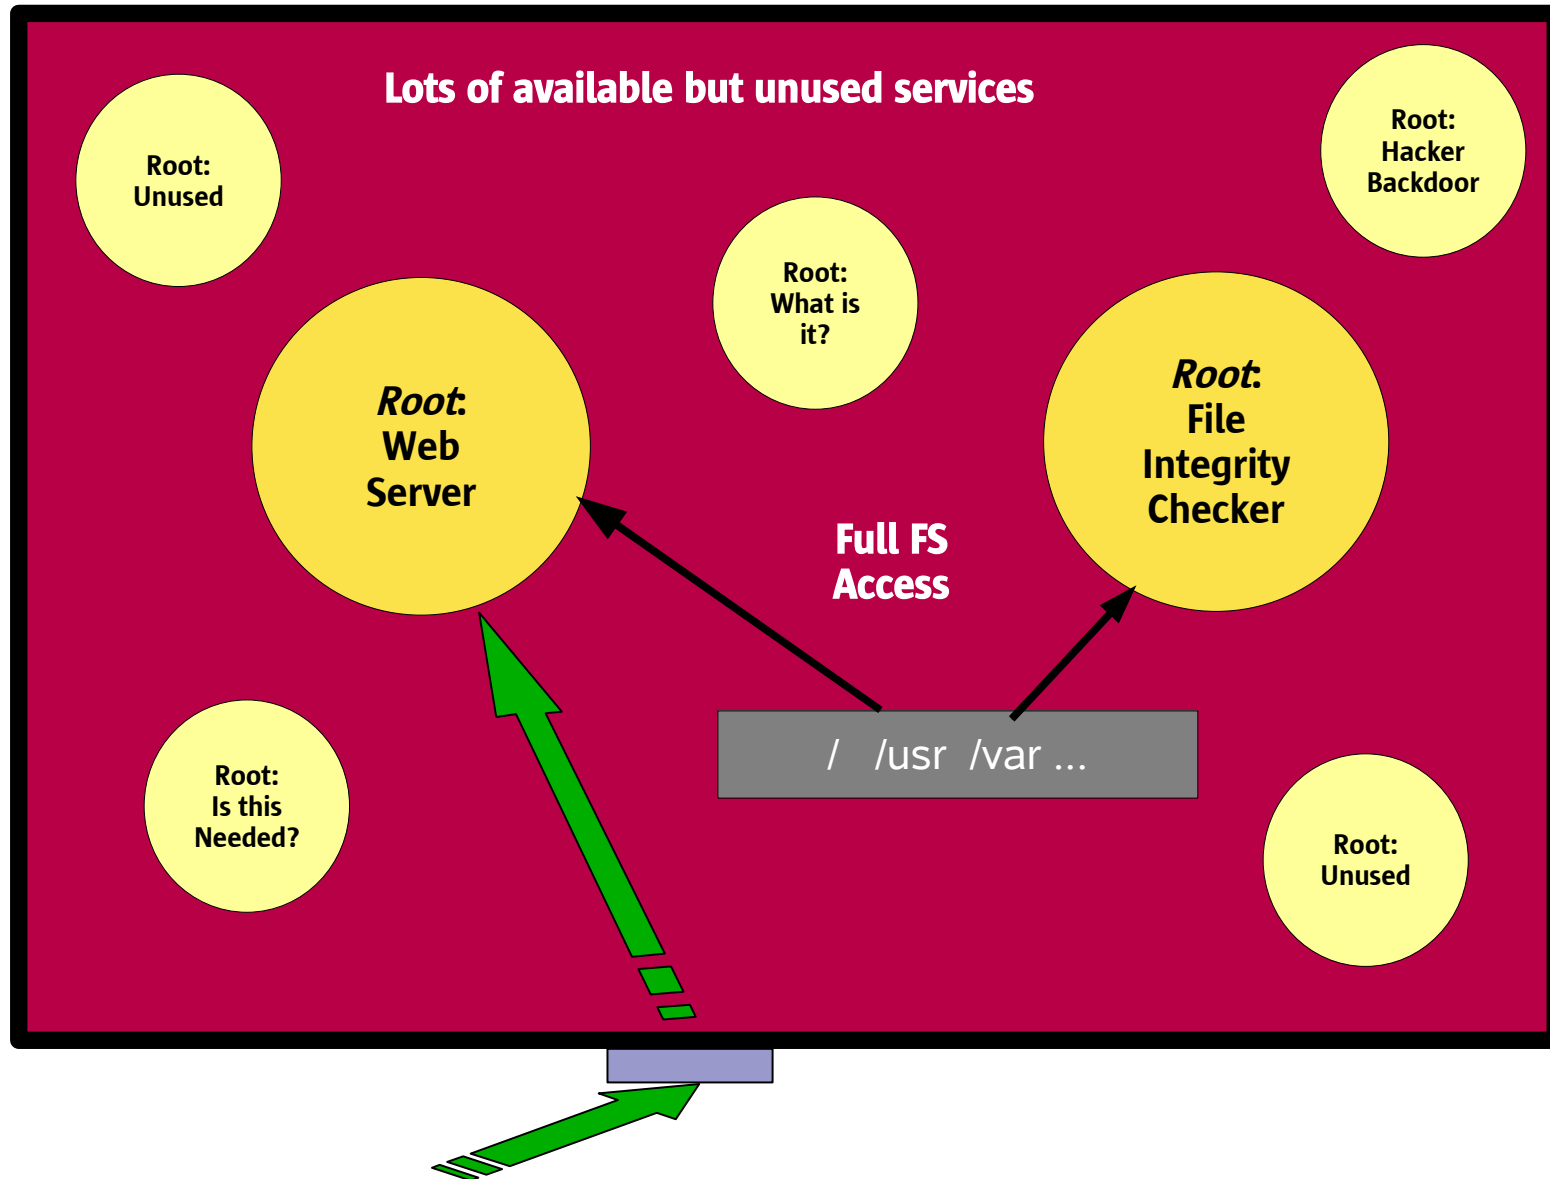 Lots of available but unused services
Root:
Unused
Root:
Hacker
Backdoor
Root:
What is
it?
Root:
Web
Server
Root:
File
Integrity
Checker
Full FS
Access
/ /usr /var ...
Root:
Is this
Needed?
Root:
Unused